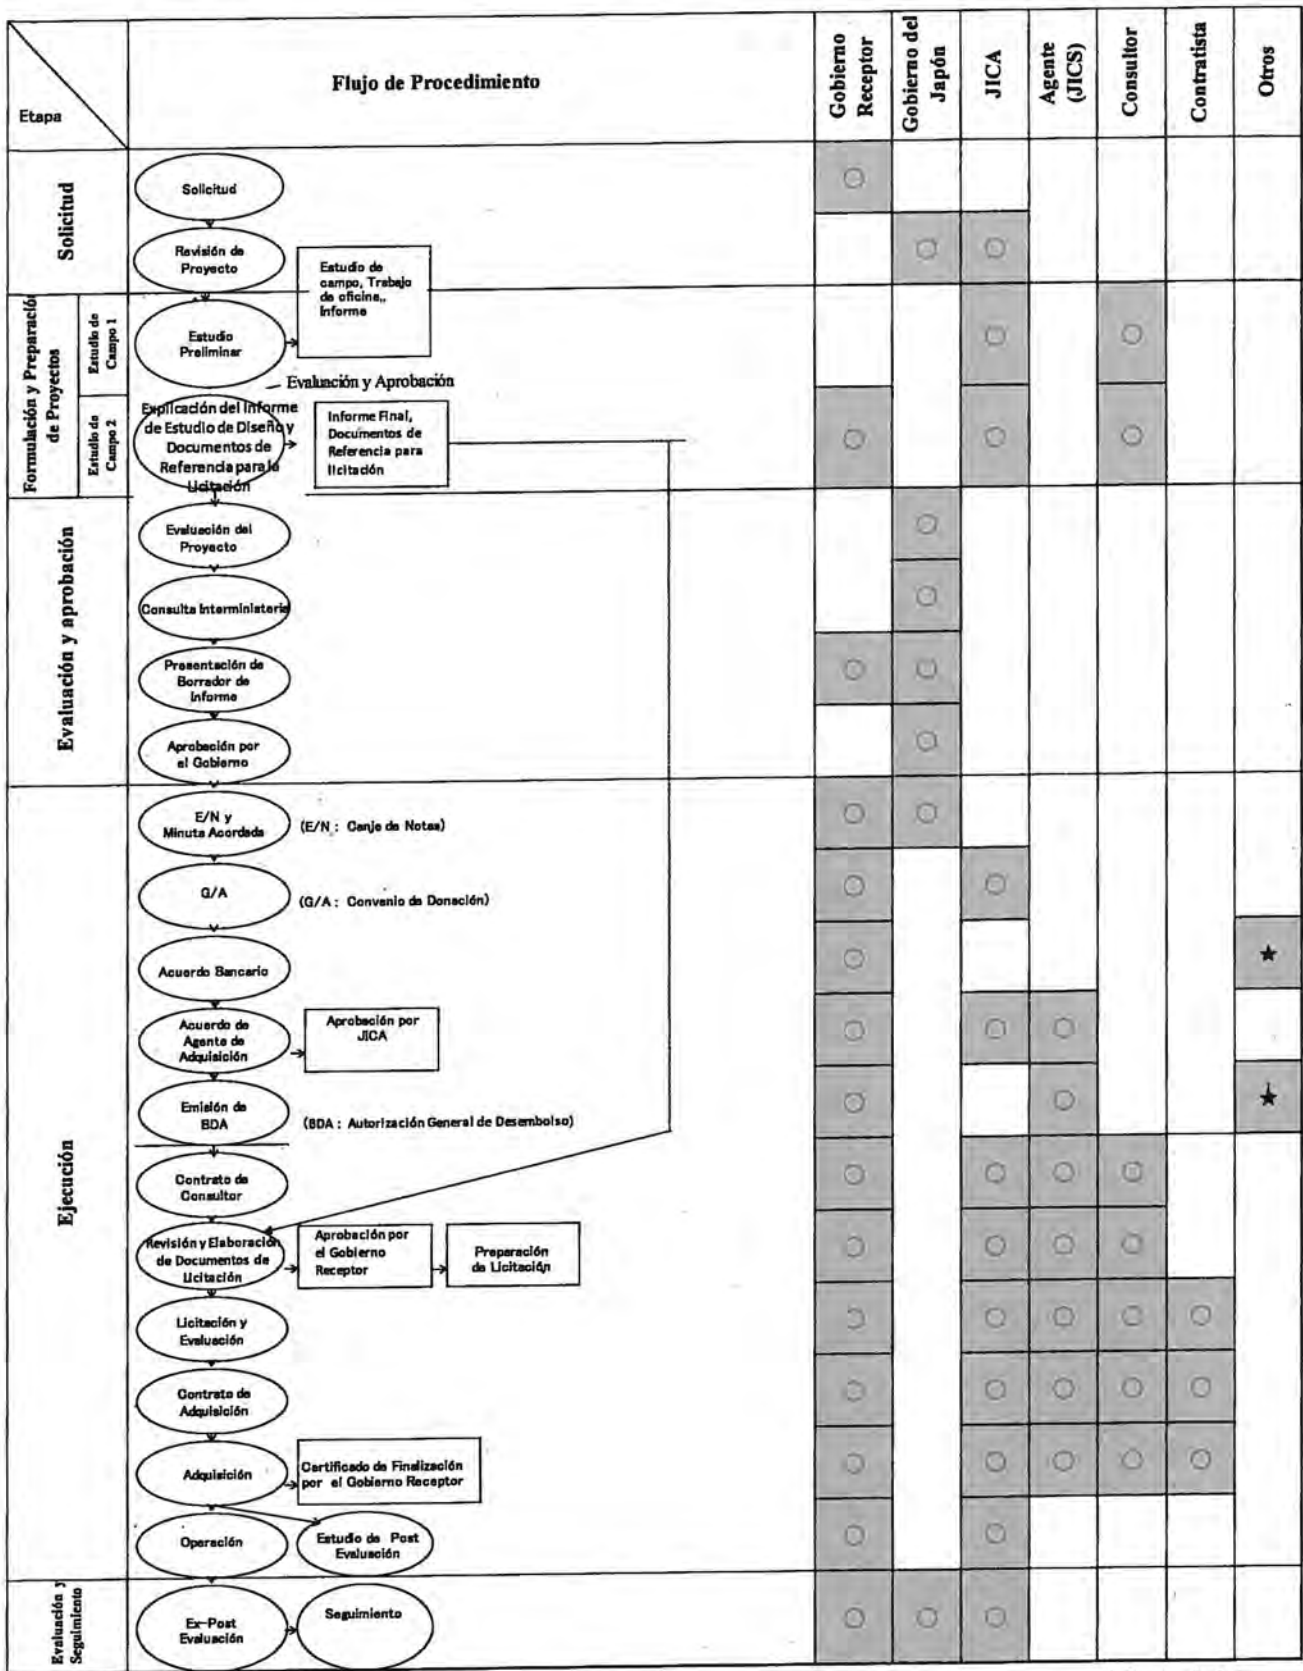 Etapa
Flujo de Procedimiento
Gobierno
Receptor
Gobierno del
Japón
JICA
Agente
(JICS)
Consultor
Contratista
Otros
Solicitud
Solicitud
Revisión de
Proyecto
Estudio de
campo, Trabajo
de oficina,,
Informe
Formulación y Preparación
de Proyectos
Estudio de
Campo 1
Estudio
Preliminar
Evaluación y Aprobación
Estudio de
Campo 2
Explicación del Informe
de Estudio de Diseño y
Documentos de
Referencia para la
Licitación
Informe Final,
Documentos de
Referencia para
licitación
Evaluación y aprobación
Evaluación del
Proyecto
Consulta Interministeria
Presentación de
Borrador de
Informe
Aprobación por
el Gobierno
Ejecución
E/N y
Minuta Acordada
(E/N : Canje de Notas)
G/A
(G/A : Convenio de Donación)
Acuerdo Bancario
★
Acuerdo de
Agente de
Adquisición
Aprobación por
JICA
Emisión de
BDA
(BDA : Autorización General de Desembolso)
★
Contrato de
Consultor
Revisión y Elaboración
de Documentos de
Licitación
Aprobación por
el Gobierno
Receptor
Preparación
de Licitación
Licitación y
Evaluación
Contrato de
Adquisición
Adquisición
Certificado de Finalización
por el Gobierno Receptor
Operación
Estudio de Post
Evaluación
Evaluación y
Seguimiento
Ex-Post
Evaluación
Seguimiento